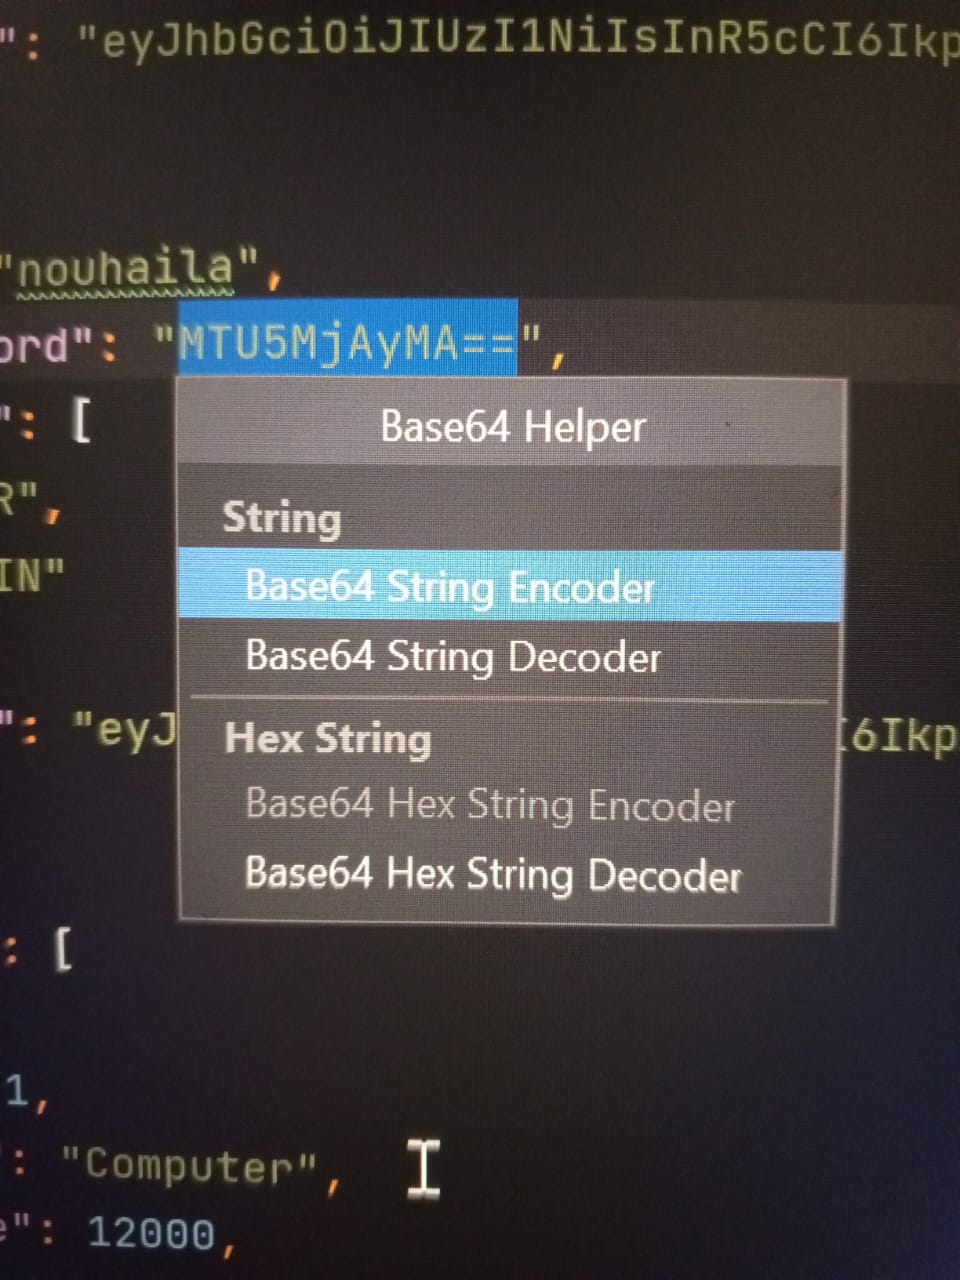 ": "eyJhbGciOiJIUzI1NiIsInR5cCI6Ikp
"nouhaila",
ord": "MTU5MjAyMA==",
": [
Base64 Helper
R",
String
IN"
Base64 String Encoder
Base64 String Decoder
": "eyJ
I6Ikp
Hex String
Base64 Hex String Encoder
Base64 Hex String Decoder
: [
1,
": "Computer",
e": 12000,